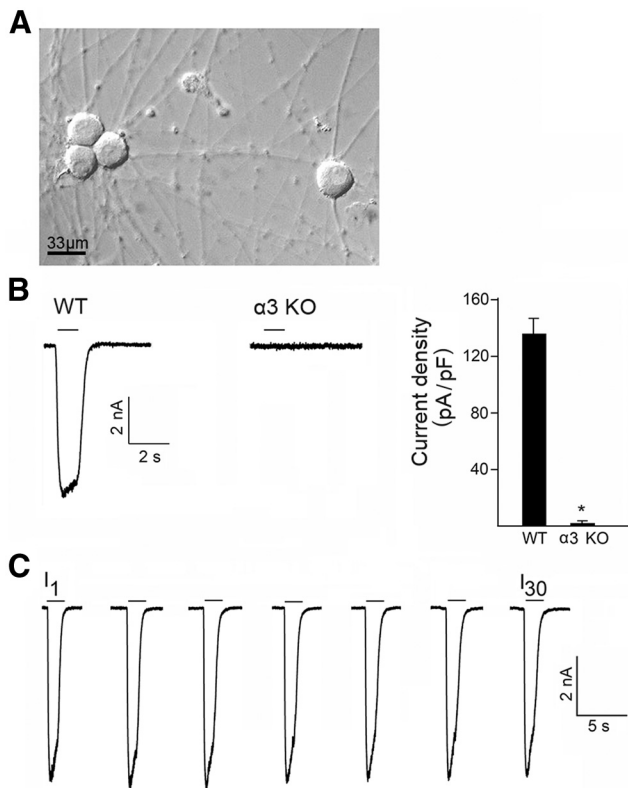 A
33µm
B
WT
α3 KO
2 nA
2 s
Current density
(pA/pF)
160
140
80
40
*
WT
α3 KO
C
I1
I30
2 nA
5 s